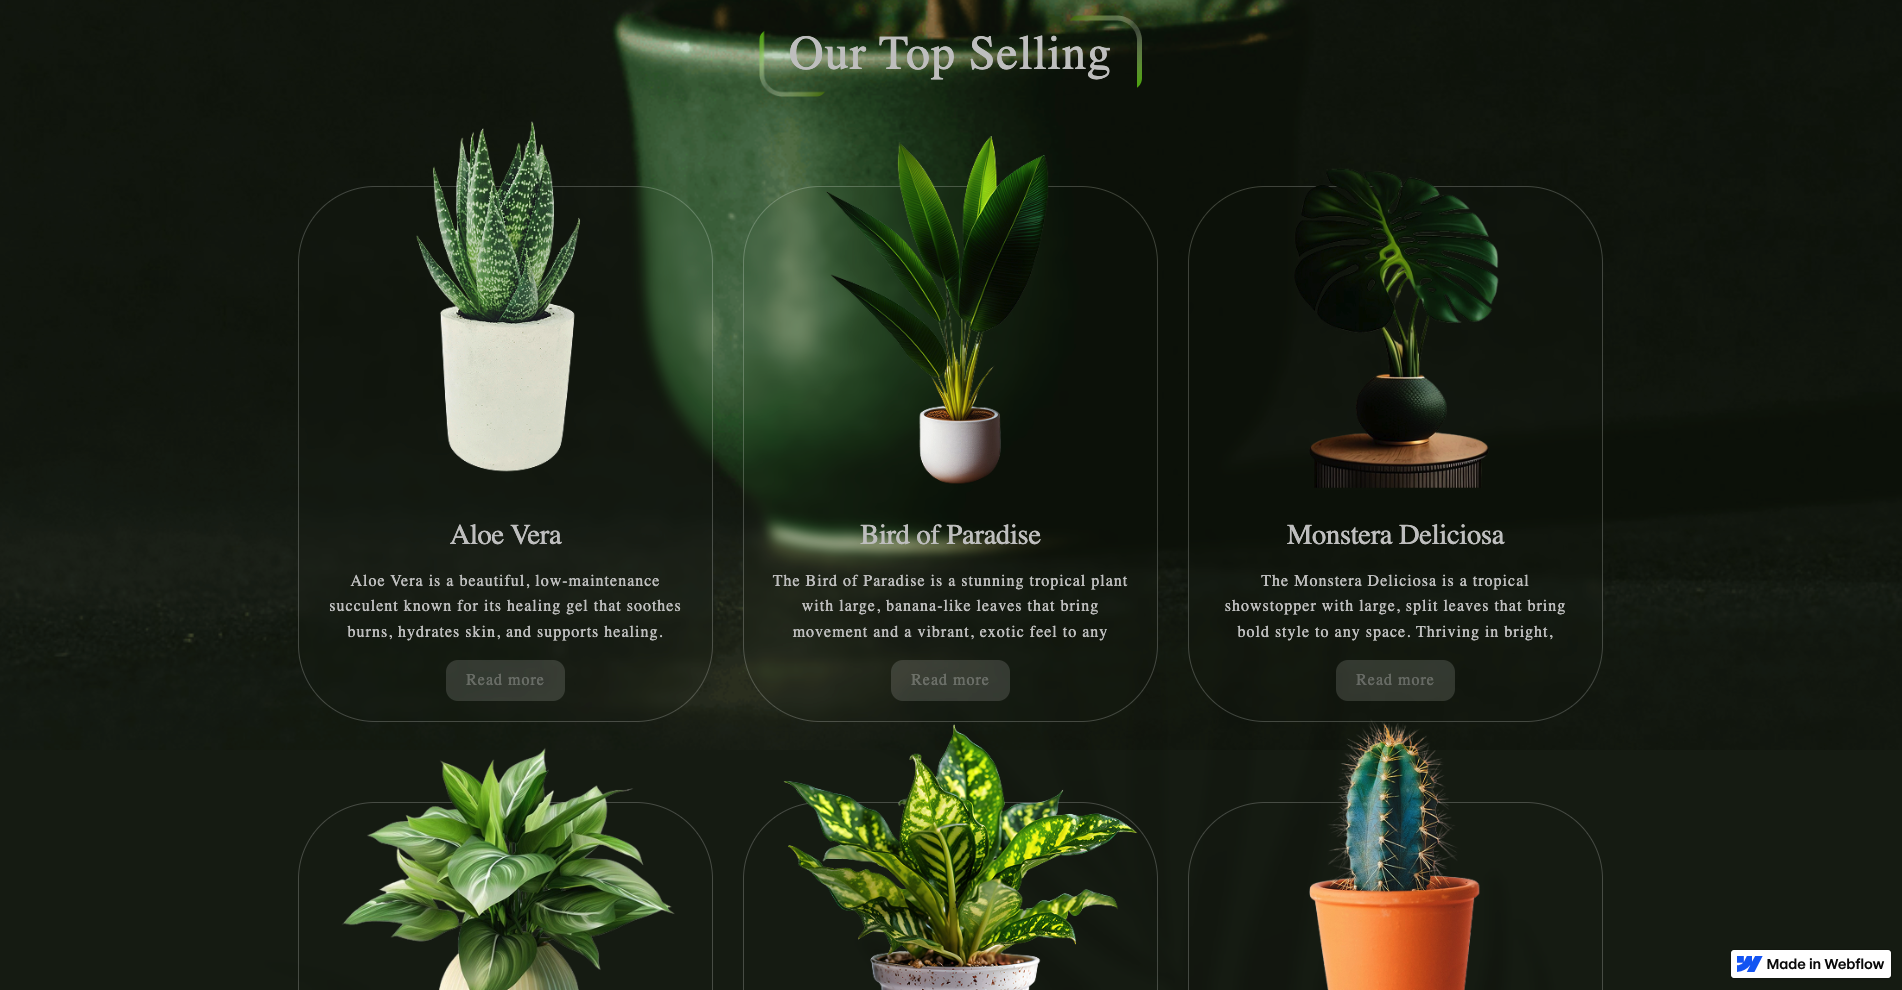 Our Top Selling
Aloe Vera
Aloe Vera is a beautiful, low-maintenance
succulent known for its healing gel that soothes
burns, hydrates skin, and supports healing.
Read more
Bird of Paradise
The Bird of Paradise is a stunning tropical plant
with large, banana-like leaves that bring
movement and a vibrant, exotic feel to any
Read more
Monstera Deliciosa
The Monstera Deliciosa is a tropical
showstopper with large, split leaves that bring
bold style to any space. Thriving in bright,
Read more
Made in Webflow